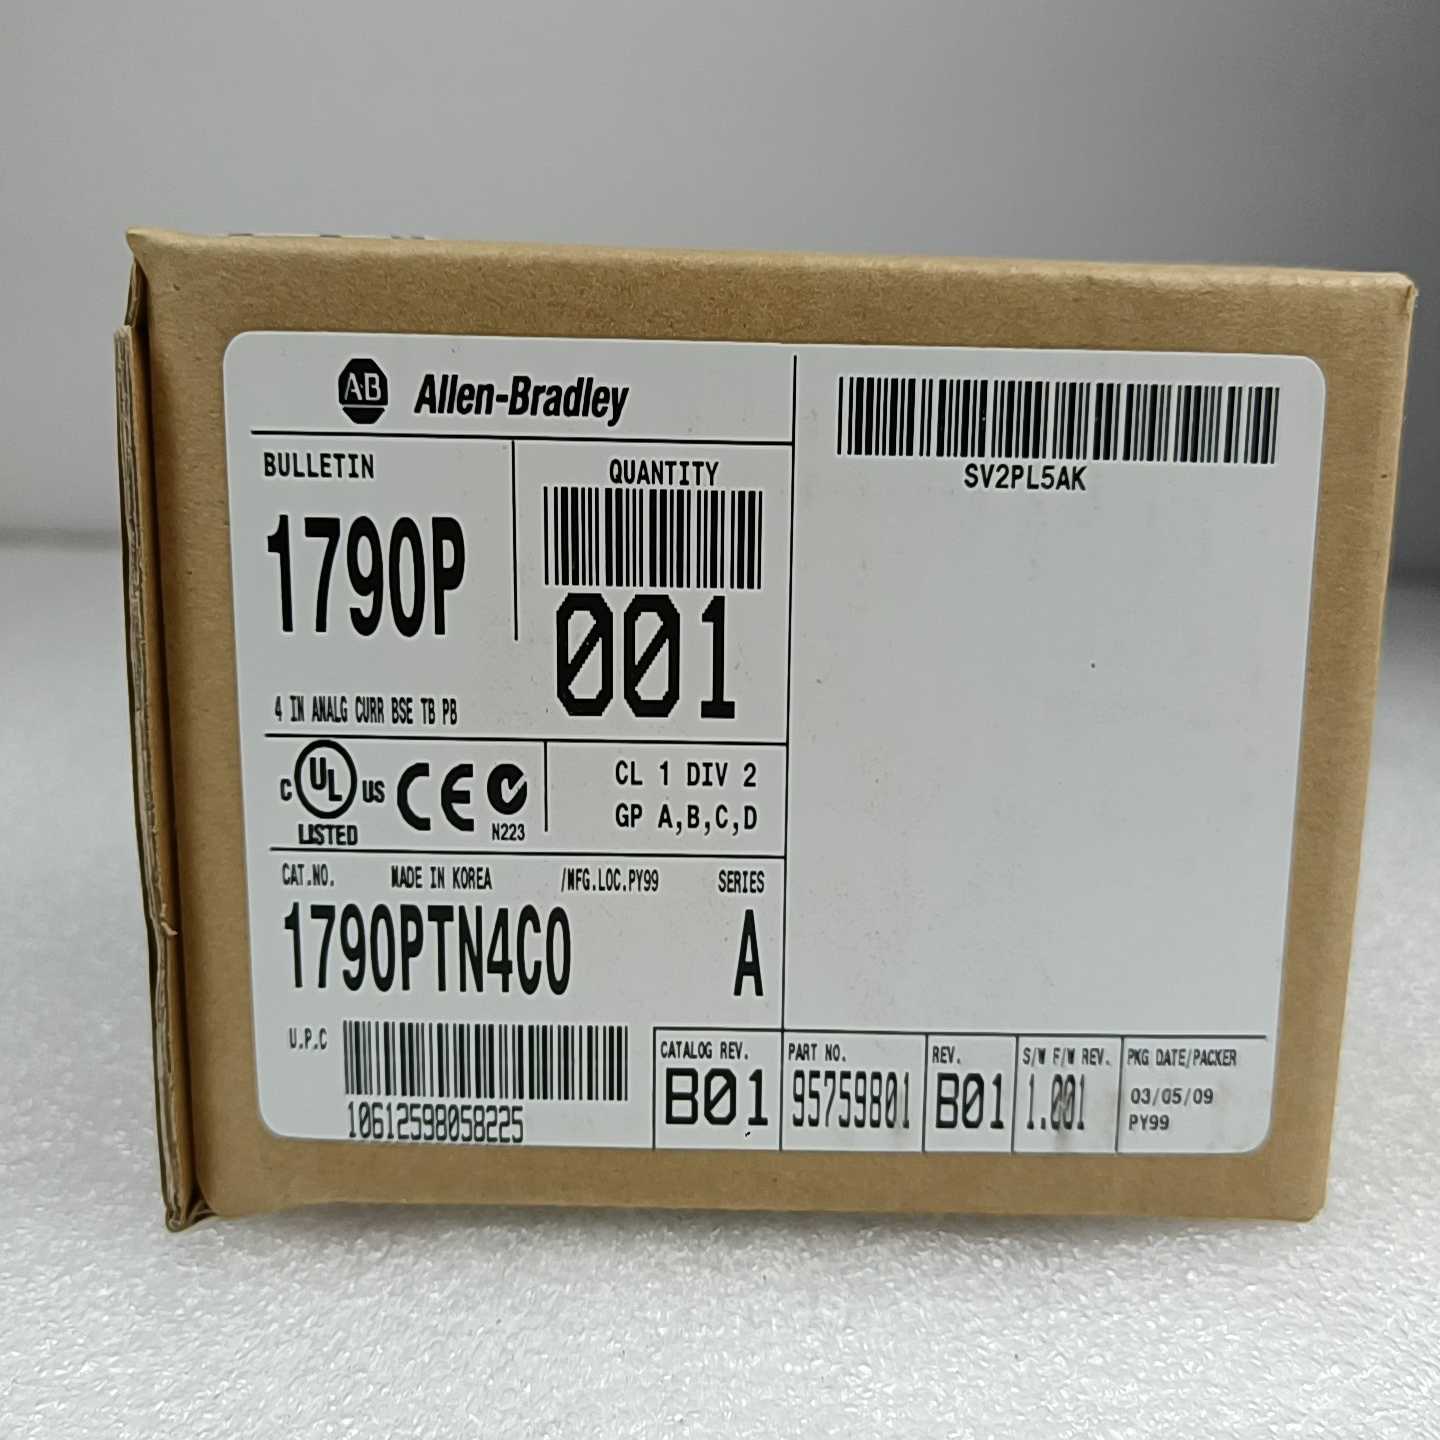 AB Allen-Bradley
SV2PL5AK
BULLETIN
1790P
QUANTITY
001
4 IN ANALG CURR BSE TB PB
C UL US
LISTED
CE
N223
CL 1 DIV 2
GP A,B,C,D
CAT.NO. MADE IN KOREA /MFG.LOC.PY99 SERIES
1790PTN4C0 A
U.P.C
10612598058225
CATALOG REV.
B01
PART NO.
95759801
REV.
B01
S/W F/W REV.
1.001
PKG DATE/PACKER
03/05/09
PY99